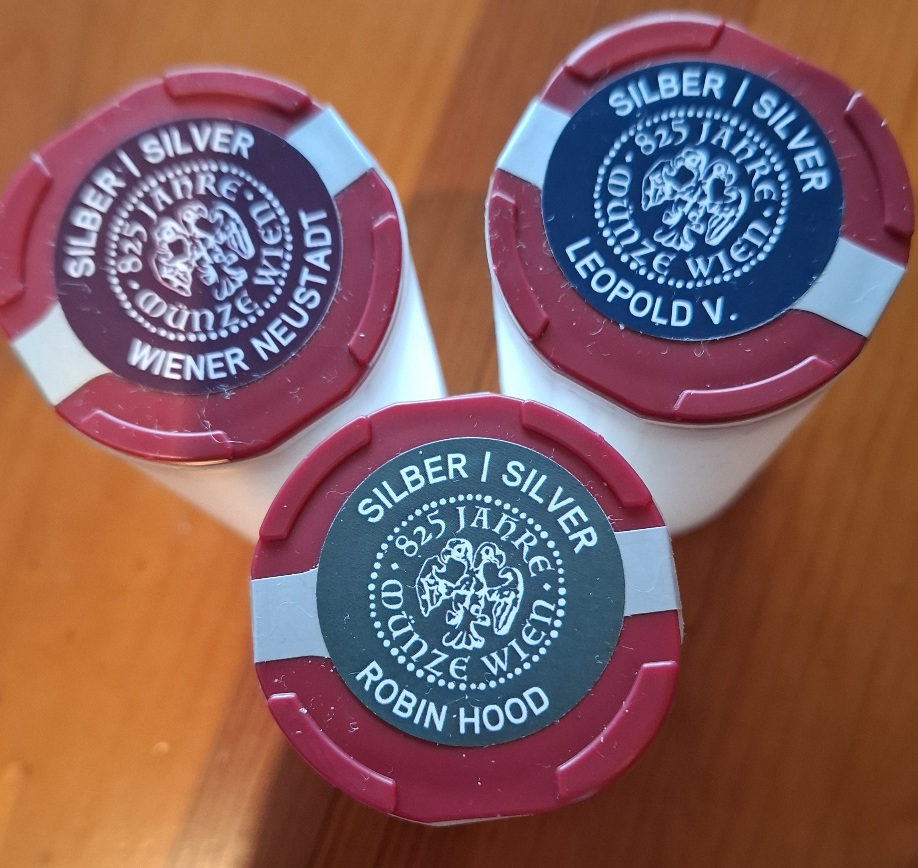 SILBER | SILVER
825 JAHRE
MÜNZE WIEN
WIENER NEUSTADT
SILBER | SILVER
825 JAHRE
MÜNZE WIEN
LEOPOLD V.
SILBER | SILVER
825 JAHRE
MÜNZE WIEN
ROBIN HOOD